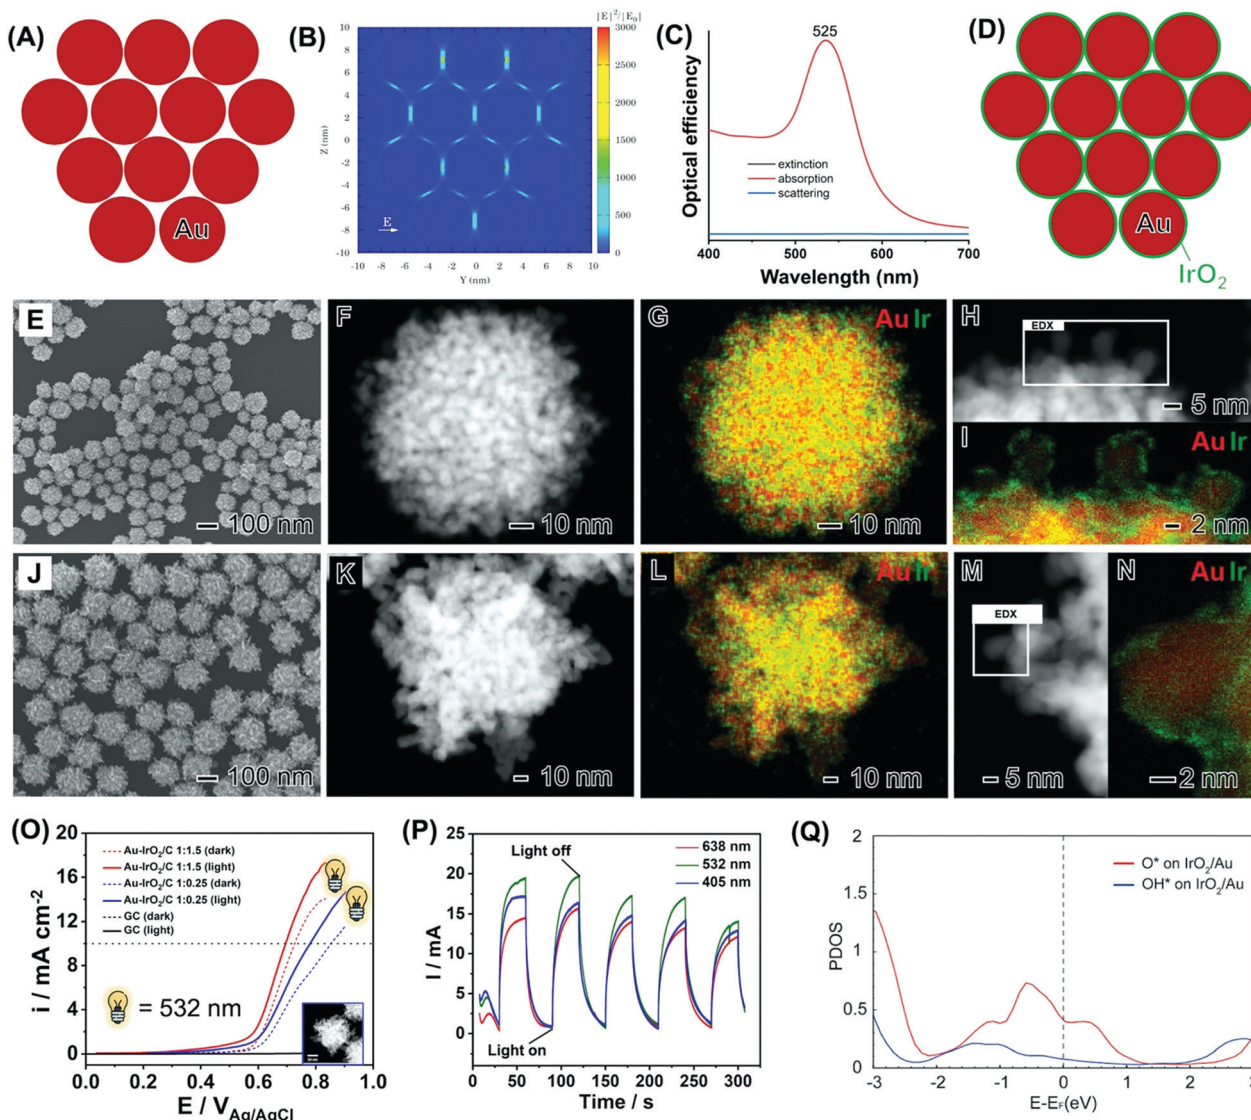 (A)
Au
(B)
|E|²/|E₀|
10
8
6
4
2
0
-2
-4
-6
-8
10
Z (nm)
E
-10 -8 -6 -4 -2 0 2 4 6 8 10
Y (nm)
3000
2500
2000
1500
1000
500
0
(C)
525
Optical efficiency
extinction
absorption
scattering
400 500 600 700
Wavelength (nm)
(D)
Au
IrO₂
E
100 nm
F
10 nm
G
Au Ir
10 nm
H
EDX
5 nm
I
Au Ir
2 nm
J
100 nm
K
10 nm
L
Au Ir
10 nm
M
EDX
5 nm
N
Au Ir
2 nm
(O)
20
16
12
8
4
0
i / mA cm⁻²
Au-IrO₂/C 1:1.5 (dark)
Au-IrO₂/C 1:1.5 (light)
Au-IrO₂/C 1:0.25 (dark)
Au-IrO₂/C 1:0.25 (light)
GC (dark)
GC (light)
= 532 nm
0.0 0.2 0.4 0.6 0.8 1.0
E / V Ag/AgCl
(P)
25
20
15
10
5
0
I / mA
Light off
638 nm
532 nm
405 nm
Light on
0 50 100 150 200 250 300
Time / s
(Q)
2
1.5
1
0.5
0
PDOS
O* on IrO₂/Au
OH* on IrO₂/Au
-3 -2 -1 0 1 2 3
E-EF(eV)